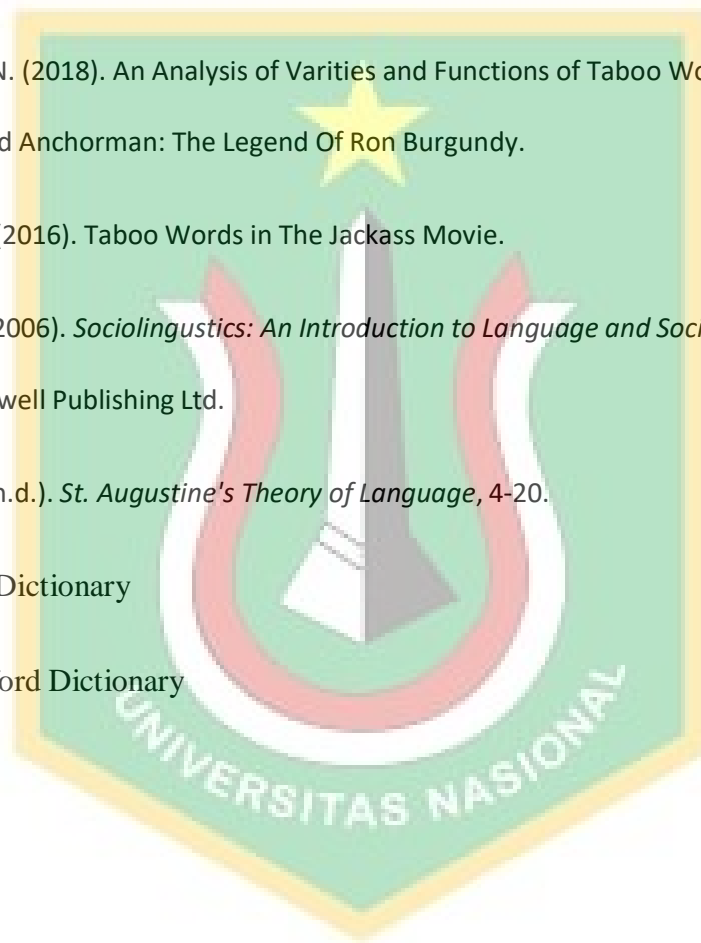 N. (2018). An Analysis of Varities and Functions of Taboo
d Anchorman: The Legend Of Ron Burgundy.
(2016). Taboo Words in The Jackass Movie.
2006). Sociolingustics: An Introduction to Language and
well Publishing Ltd.
n.d.). St. Augustine's Theory of Language, 4-20.
Dictionary
ord Dictionary
UNIVERSITAS NASIONAL